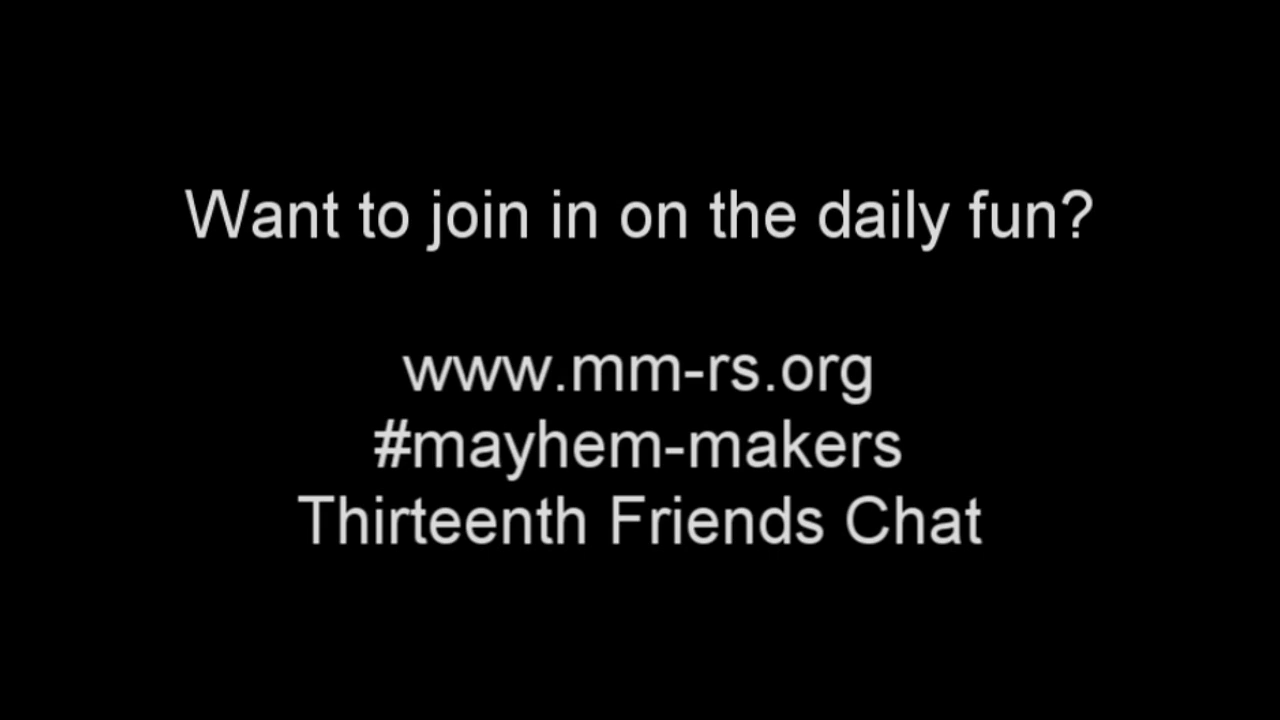 Want to join in on the daily fun?
www.mm-rs.org
#mayhem-makers
Thirteenth Friends Chat